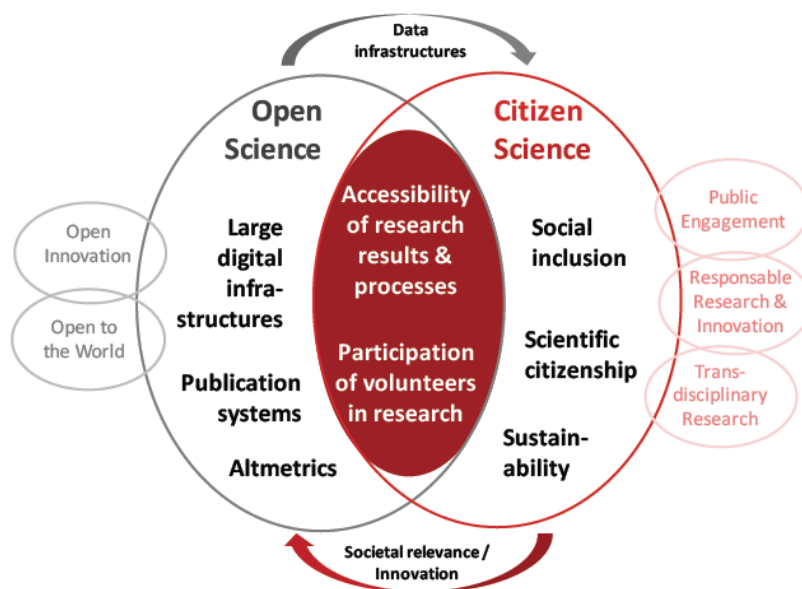 Data
infrastructures
Open
Science
Citizen
Science
Accessibility
of research
results &
processes
Participation
of volunteers
in research
Large
digital
infra-
structures
Publication
systems
Altmetrics
Social
inclusion
Scientific
citizenship
Sustain-
ability
Open
Innovation
Open to
the World
Public
Engagement
Responsable
Research &
Innovation
Trans-
disciplinary
Research
Societal relevance /
Innovation